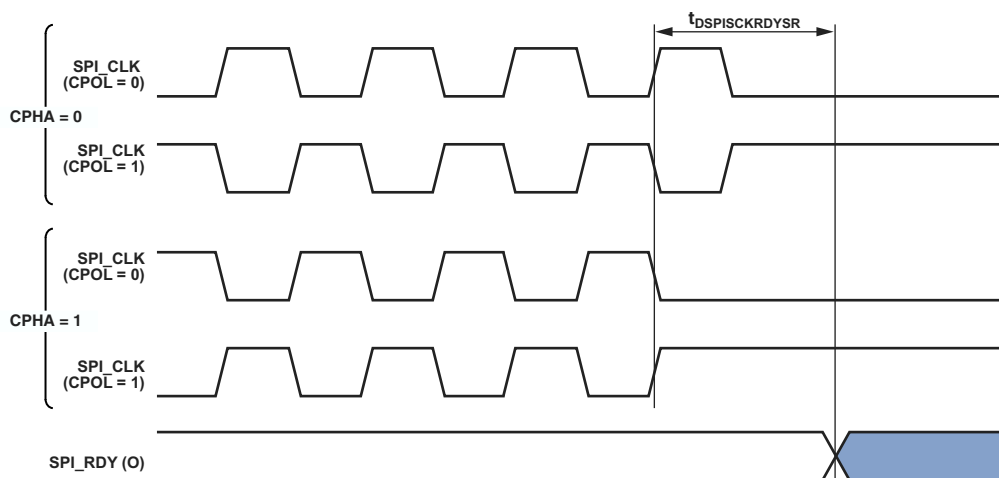 tDSPISCKRDYSR
SPI_CLK
(CPOL = 0)
CPHA = 0
SPI_CLK
(CPOL = 1)
SPI_CLK
(CPOL = 0)
CPHA = 1
SPI_CLK
(CPOL = 1)
SPI_RDY (O)